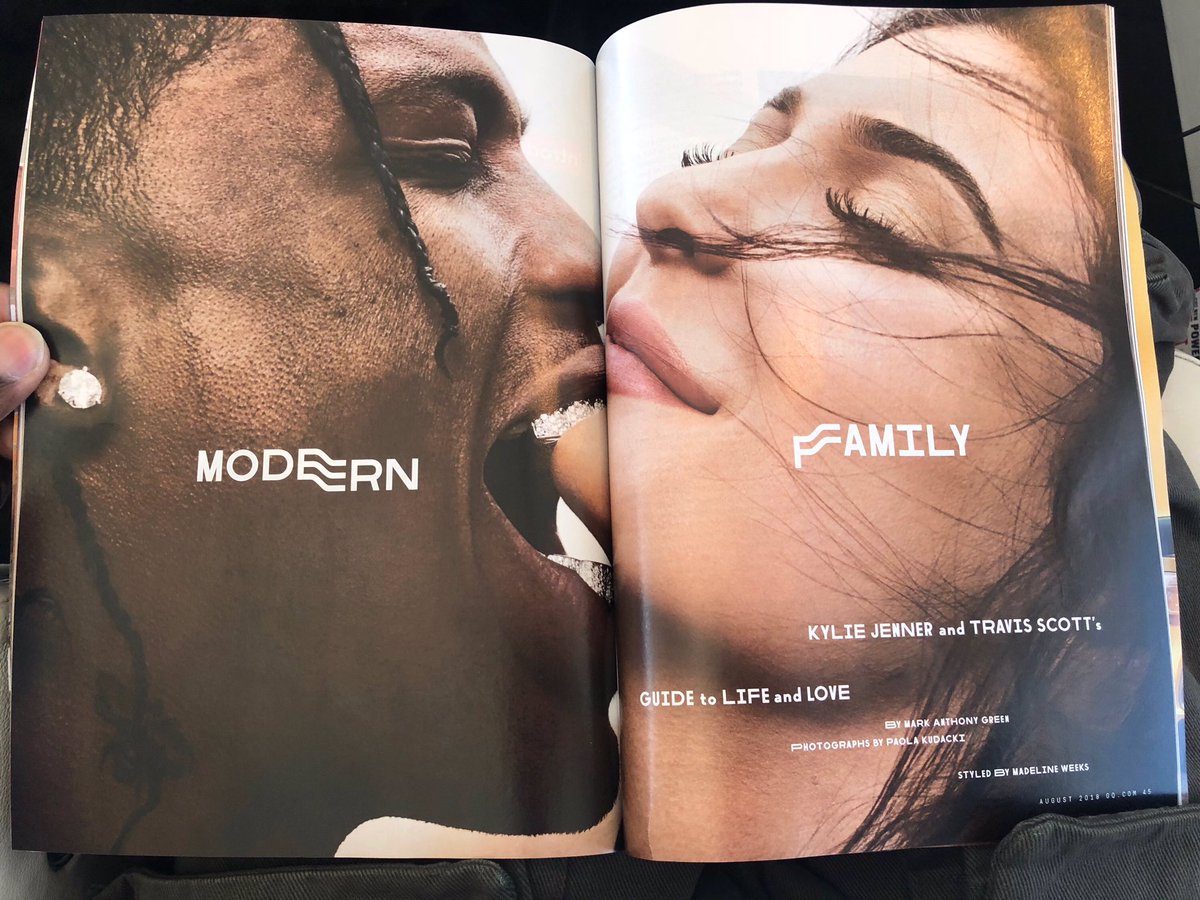 MODERN
FAMILY
KYLIE JENNER and TRAVIS SCOTT's
GUIDE to LIFE and LOVE
BY MARK ANTHONY GREEN
PHOTOGRAPHS BY PAOLA KUDACKI
STYLED BY MADELINE WEEKS
AUGUST 2018 GQ.COM 45